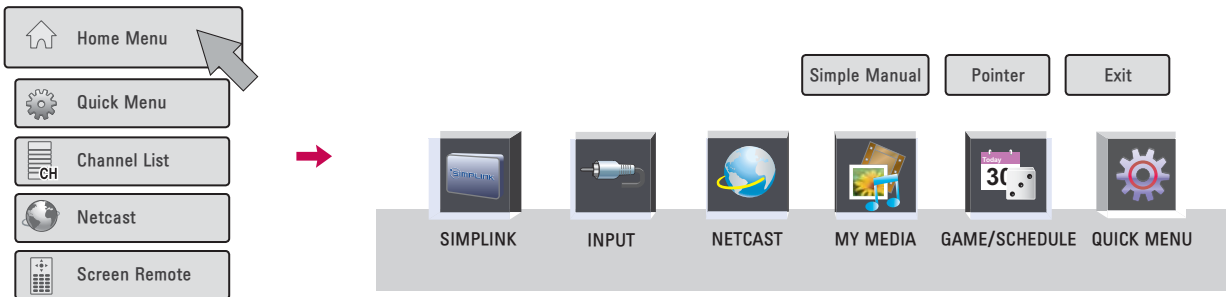 Home Menu
Quick Menu
Channel List
CH
Netcast
Screen Remote
Simple Manual Pointer Exit
SIMPLINK
Today
30
SIMPLINK INPUT NETCAST MY MEDIA GAME/SCHEDULE QUICK MENU